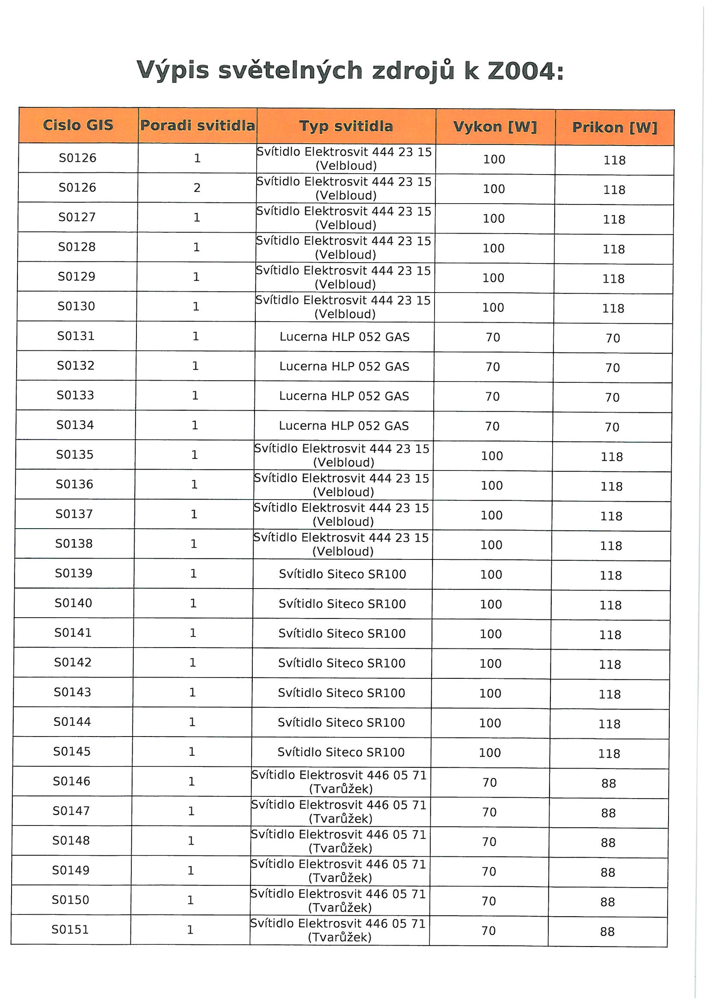 Výpis světelných zdrojů k Z004:
Cislo GIS Poradi svitidla Typ svitidla Vykon [W] Prikon [W]
S0126 1 Svítidlo Elektrosvit 444 23 15 (Velbloud) 100 118
S0126 2 Svítidlo Elektrosvit 444 23 15 (Velbloud) 100 118
S0127 1 Svítidlo Elektrosvit 444 23 15 (Velbloud) 100 118
S0128 1 Svítidlo Elektrosvit 444 23 15 (Velbloud) 100 118
S0129 1 Svítidlo Elektrosvit 444 23 15 (Velbloud) 100 118
S0130 1 Svítidlo Elektrosvit 444 23 15 (Velbloud) 100 118
S0131 1 Lucerna HLP 052 GAS 70 70
S0132 1 Lucerna HLP 052 GAS 70 70
S0133 1 Lucerna HLP 052 GAS 70 70
S0134 1 Lucerna HLP 052 GAS 70 70
S0135 1 Svítidlo Elektrosvit 444 23 15 (Velbloud) 100 118
S0136 1 Svítidlo Elektrosvit 444 23 15 (Velbloud) 100 118
S0137 1 Svítidlo Elektrosvit 444 23 15 (Velbloud) 100 118
S0138 1 Svítidlo Elektrosvit 444 23 15 (Velbloud) 100 118
S0139 1 Svítidlo Siteco SR100 100 118
S0140 1 Svítidlo Siteco SR100 100 118
S0141 1 Svítidlo Siteco SR100 100 118
S0142 1 Svítidlo Siteco SR100 100 118
S0143 1 Svítidlo Siteco SR100 100 118
S0144 1 Svítidlo Siteco SR100 100 118
S0145 1 Svítidlo Siteco SR100 100 118
S0146 1 Svítidlo Elektrosvit 446 05 71 (Tvarůžek) 70 88
S0147 1 Svítidlo Elektrosvit 446 05 71 (Tvarůžek) 70 88
S0148 1 Svítidlo Elektrosvit 446 05 71 (Tvarůžek) 70 88
S0149 1 Svítidlo Elektrosvit 446 05 71 (Tvarůžek) 70 88
S0150 1 Svítidlo Elektrosvit 446 05 71 (Tvarůžek) 70 88
S0151 1 Svítidlo Elektrosvit 446 05 71 (Tvarůžek) 70 88